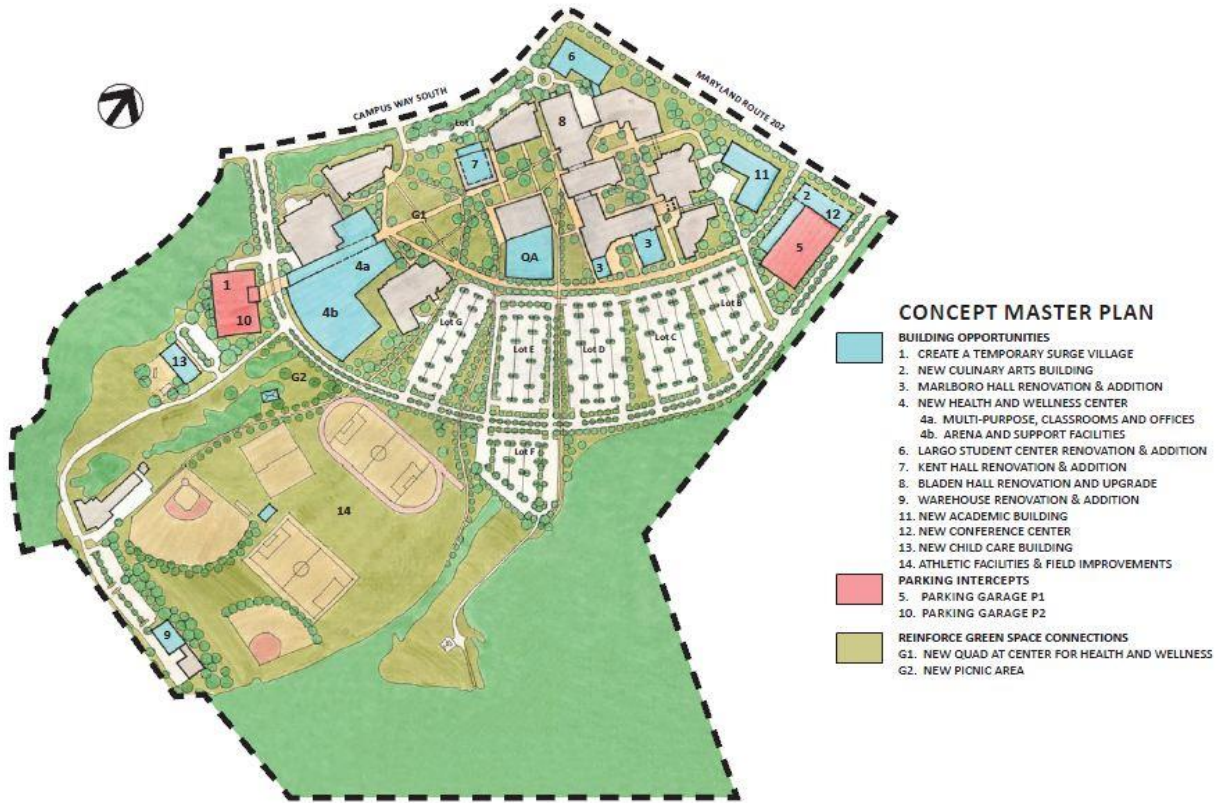 CAMPUS WAY SOUTH
MARYLAND ROUTE 202
6
Lot I
8
7
11
2
12
5
G1
QA
3
3
4a
4b
1
10
13
G2
Lot G
Lot E
Lot D
Lot C
Lot B
Lot F
14
9
CONCEPT MASTER PLAN
BUILDING OPPORTUNITIES
1. CREATE A TEMPORARY SURGE VILLAGE
2. NEW CULINARY ARTS BUILDING
3. MARLBORO HALL RENOVATION & ADDITION
4. NEW HEALTH AND WELLNESS CENTER
4a. MULTI-PURPOSE, CLASSROOMS AND OFFICES
4b. ARENA AND SUPPORT FACILITIES
6. LARGO STUDENT CENTER RENOVATION & ADDITION
7. KENT HALL RENOVATION & ADDITION
8. BLADEN HALL RENOVATION AND UPGRADE
9. WAREHOUSE RENOVATION & ADDITION
11. NEW ACADEMIC BUILDING
12. NEW CONFERENCE CENTER
13. NEW CHILD CARE BUILDING
14. ATHLETIC FACILITIES & FIELD IMPROVEMENTS
PARKING INTERCEPTS
5. PARKING GARAGE P1
10. PARKING GARAGE P2
REINFORCE GREEN SPACE CONNECTIONS
G1. NEW QUAD AT CENTER FOR HEALTH AND WELLNESS
G2. NEW PICNIC AREA